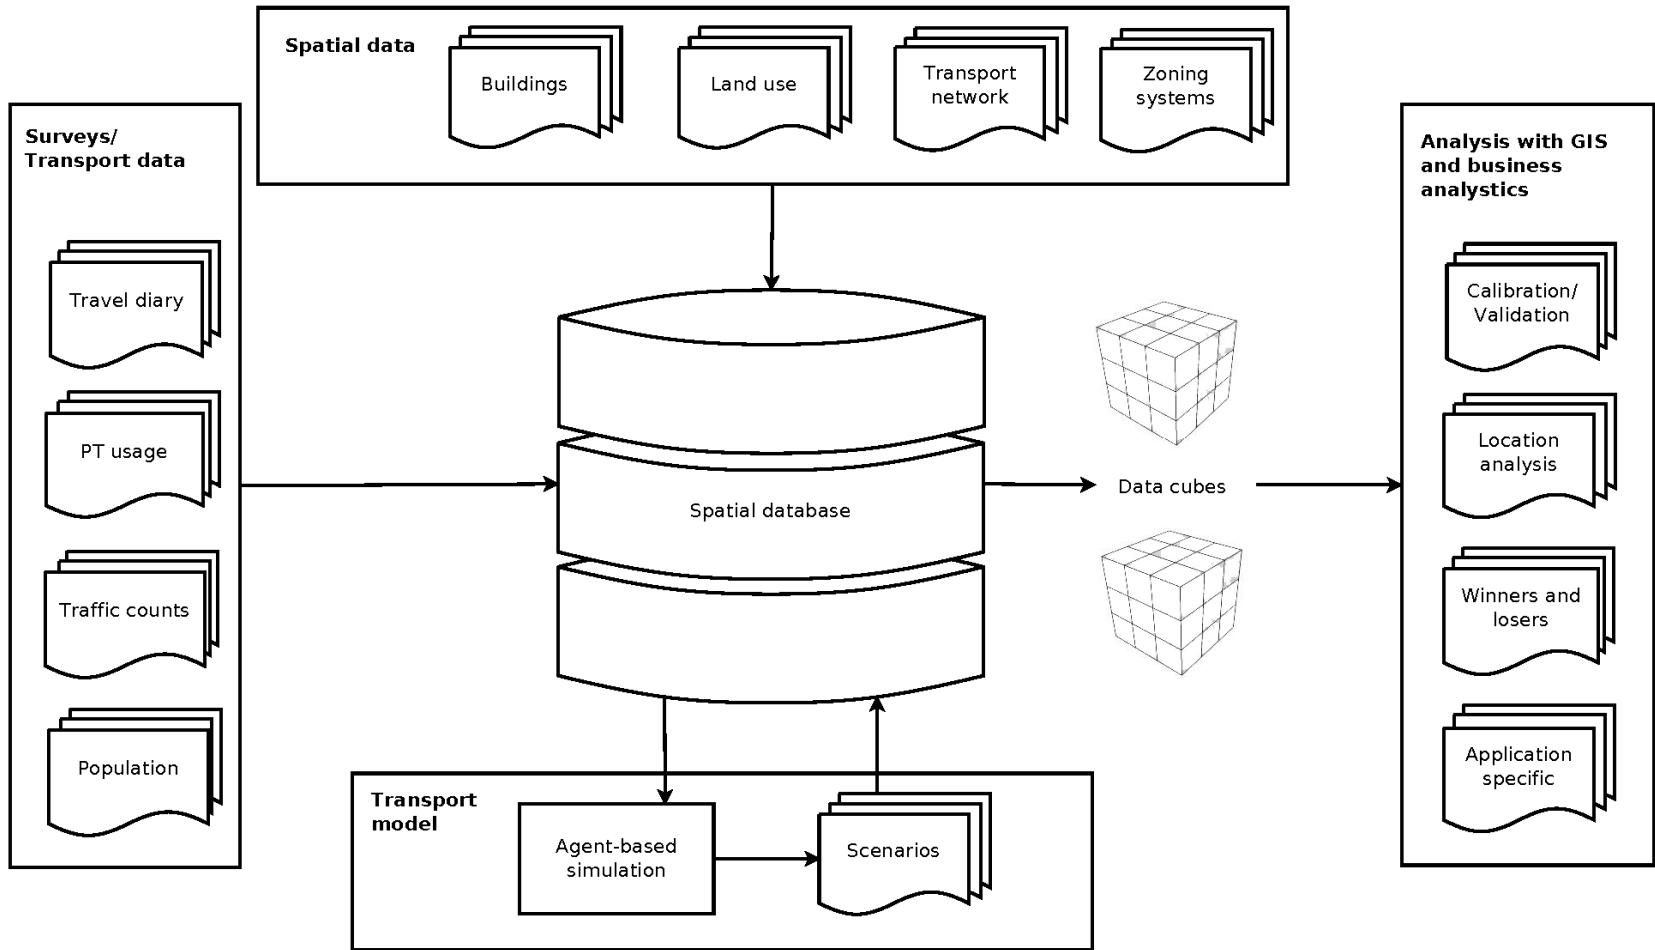 Spatial data
Buildings
Land use
Transport
network
Zoning
systems
Surveys/
Transport data
Travel diary
PT usage
Traffic counts
Population
Spatial database
Data cubes
Analysis with GIS
and business
analystics
Calibration/
Validation
Location
analysis
Winners and
losers
Application
specific
Transport
model
Agent-based
simulation
Scenarios